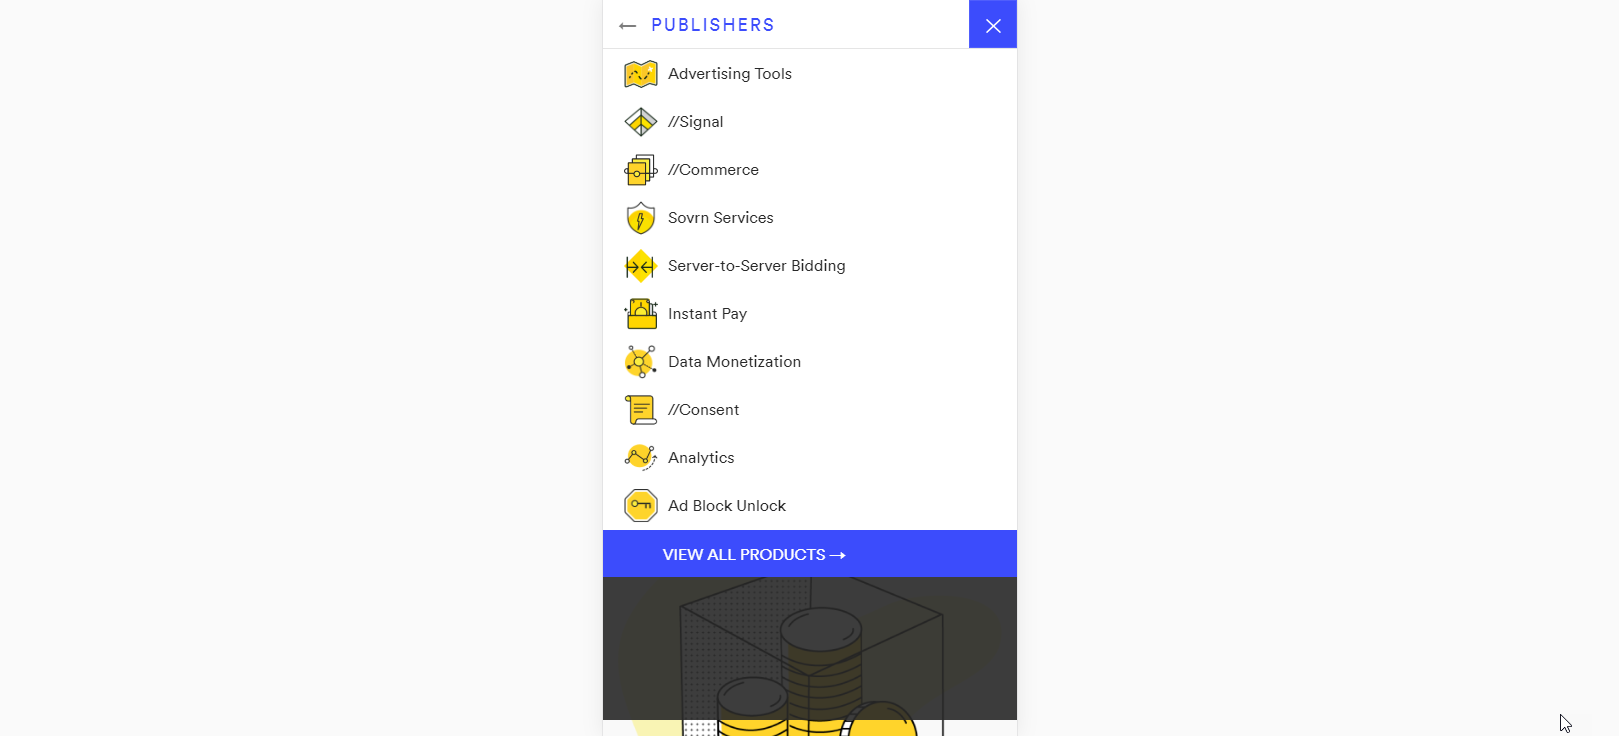 PUBLISHERS
Advertising Tools
//Signal
//Commerce
Sovrn Services
Server-to-Server Bidding
Instant Pay
Data Monetization
//Consent
Analytics
Ad Block Unlock
VIEW ALL PRODUCTS →